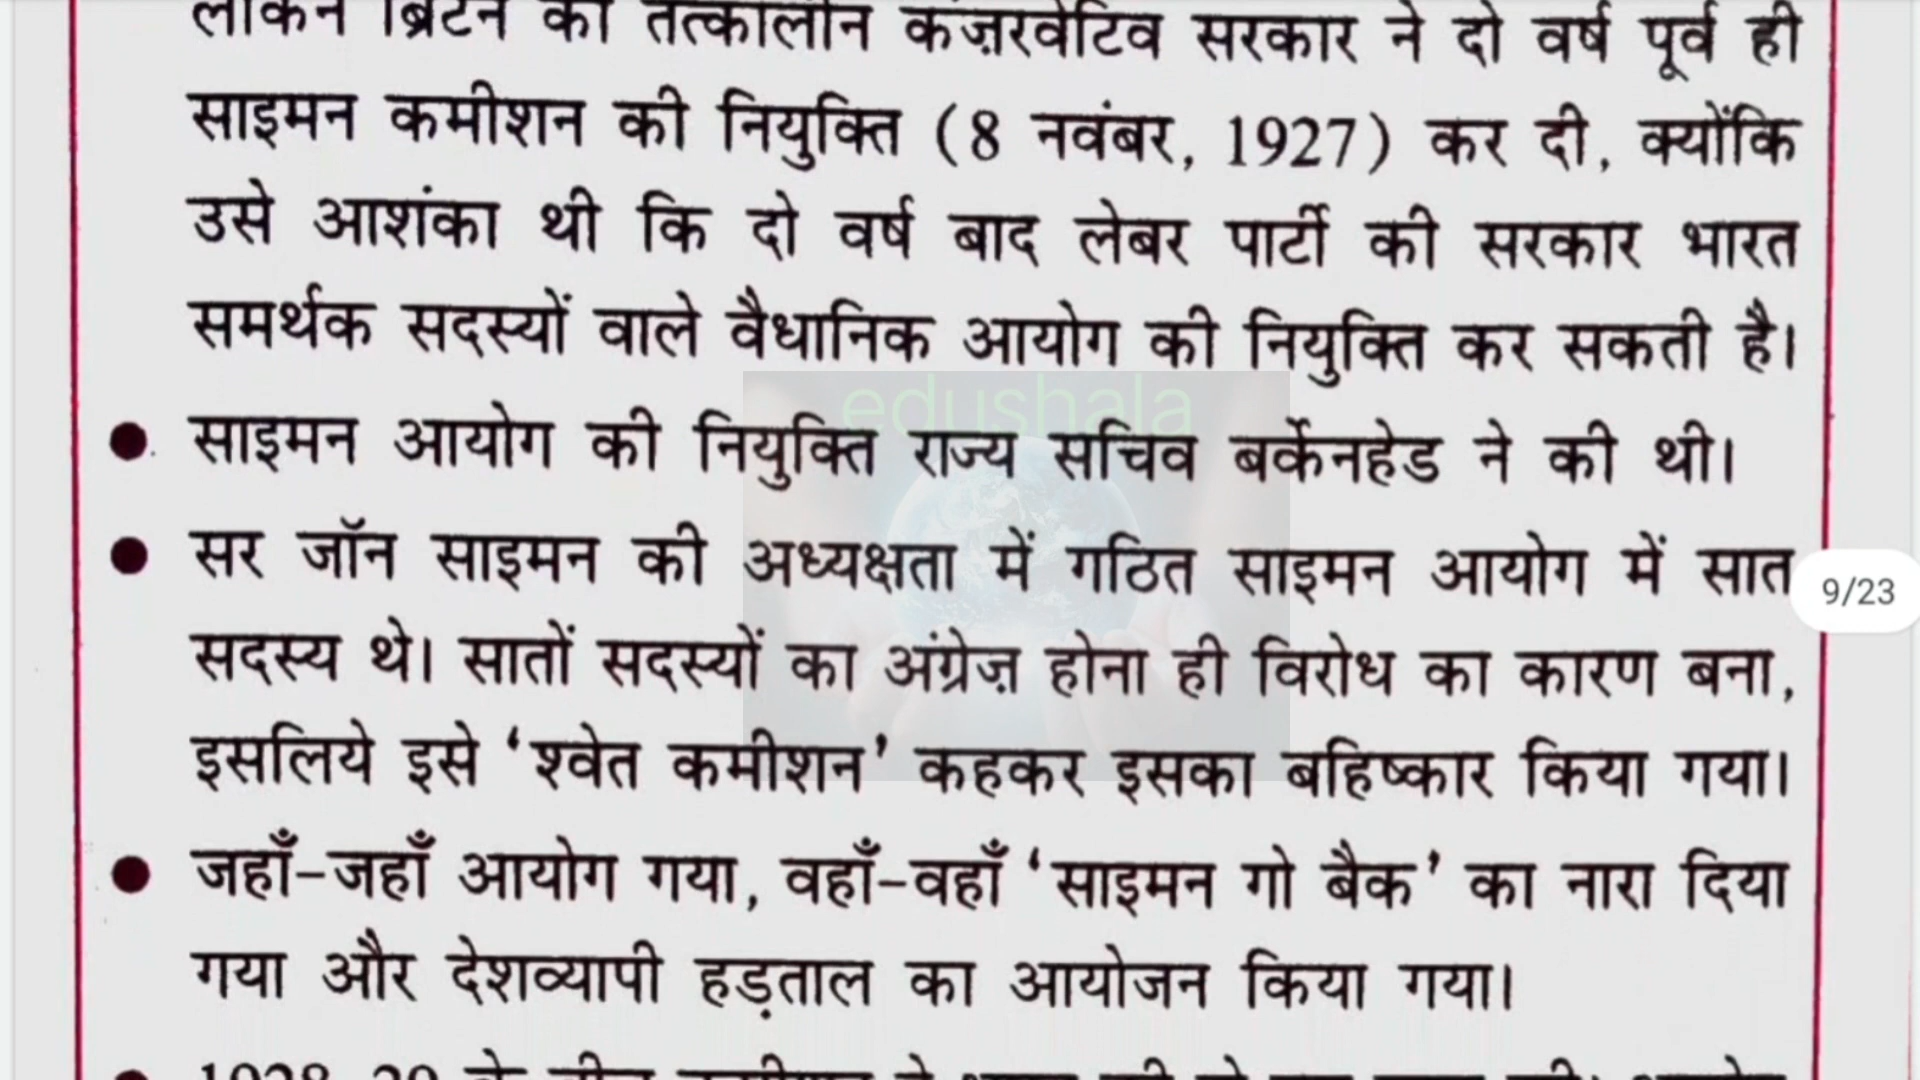 लेकिन ब्रिटेन की तत्कालीन कंज़रवेटिव सरकार ने दो वर्ष पूर्व ही
साइमन कमीशन की नियुक्ति (8 नवंबर, 1927) कर दी, क्योंकि
उसे आशंका थी कि दो वर्ष बाद लेबर पार्टी की सरकार भारत
समर्थक सदस्यों वाले वैधानिक आयोग की नियुक्ति कर सकती है।
edushala
● साइमन आयोग की नियुक्ति राज्य सचिव बर्केनहेड ने की थी।
● सर जॉन साइमन की अध्यक्षता में गठित साइमन आयोग में सात
9/23
सदस्य थे। सातों सदस्यों का अंग्रेज़ होना ही विरोध का कारण बना,
इसलिये इसे ‘श्वेत कमीशन’ कहकर इसका बहिष्कार किया गया।
● जहाँ-जहाँ आयोग गया, वहाँ-वहाँ ‘साइमन गो बैक’ का नारा दिया
गया और देशव्यापी हड़ताल का आयोजन किया गया।